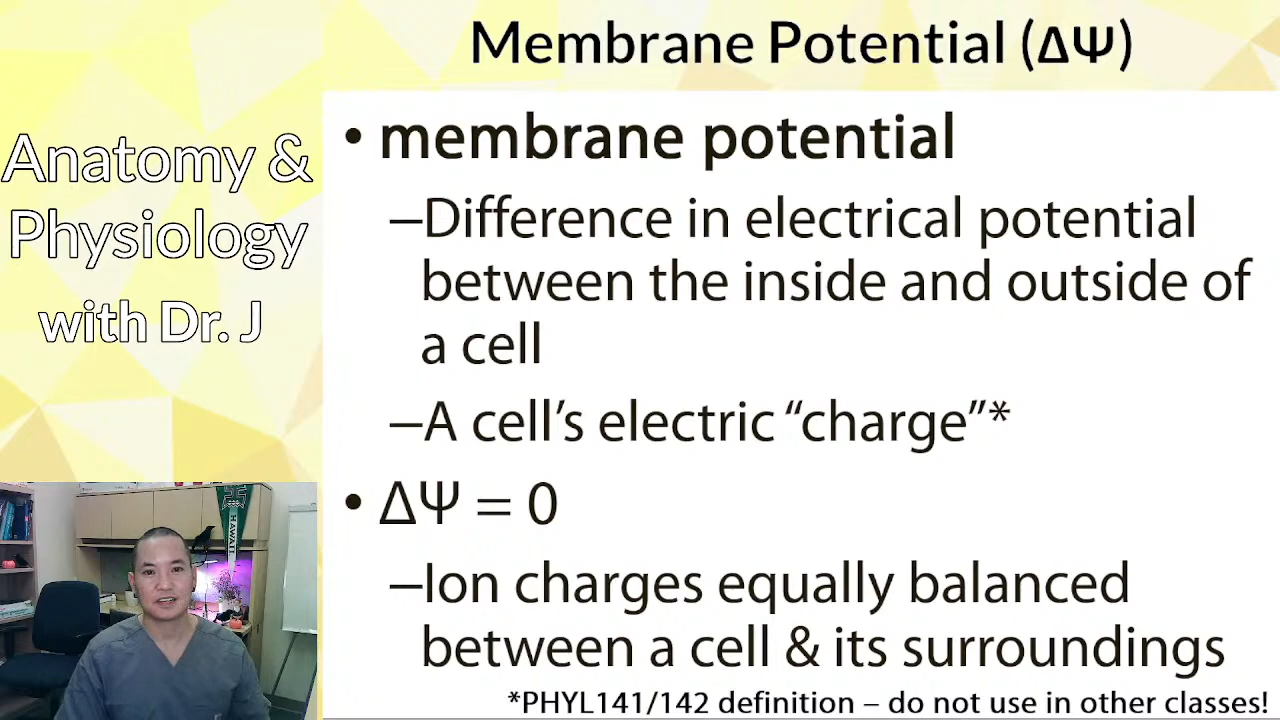 Membrane Potential (ΔΨ)
Anatomy &
Physiology
with Dr. J
• membrane potential
–Difference in electrical potential
between the inside and outside of
a cell
–A cell’s electric “charge”*
• ΔΨ = 0
–Ion charges equally balanced
between a cell & its surroundings
*PHYL141/142 definition – do not use in other classes!
HAWAII